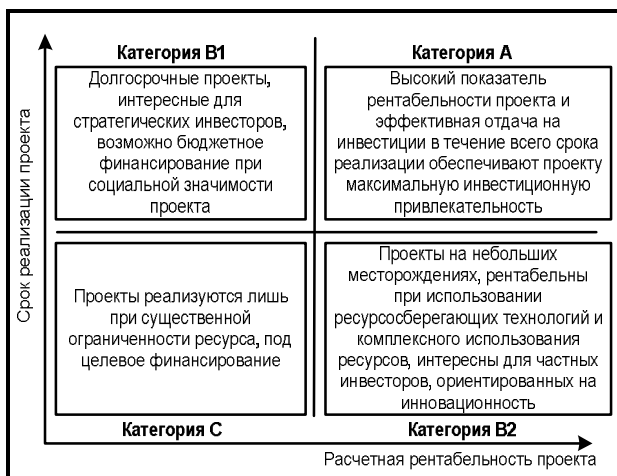 Категория В1
Долгосрочные проекты,
интересные для
стратегических инвесторов,
возможно бюджетное
финансирование при
социальной значимости
проекта
Категория А
Высокий показатель
рентабельности проекта и
эффективная отдача на
инвестиции в течение всего срока
реализации обеспечивают проекту
максимальную инвестиционную
привлекательность
Срок реализации проекта
Проекты реализуются лишь
при существенной
ограниченности ресурса, под
целевое финансирование
Категория С
Проекты на небольших
месторождениях, рентабельны
при использовании
ресурсосберегающих технологий и
комплексного использования
ресурсов, интересны для частных
инвесторов, ориентированных на
инновационность
Категория В2
Расчетная рентабельность проекта